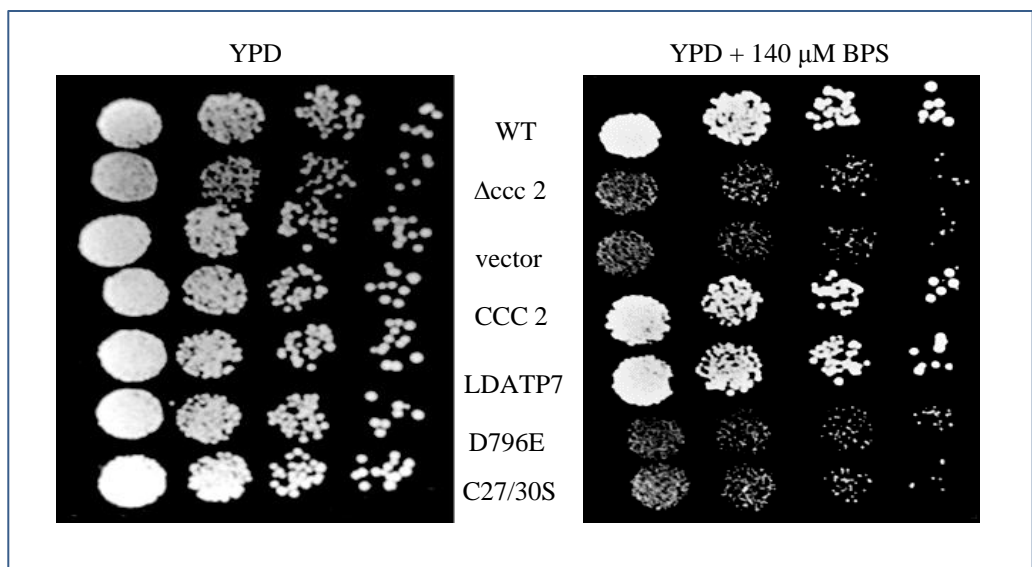 YPD
YPD + 140 μM BPS
WT
Δccc 2
vector
CCC 2
LDATP7
D796E
C27/30S